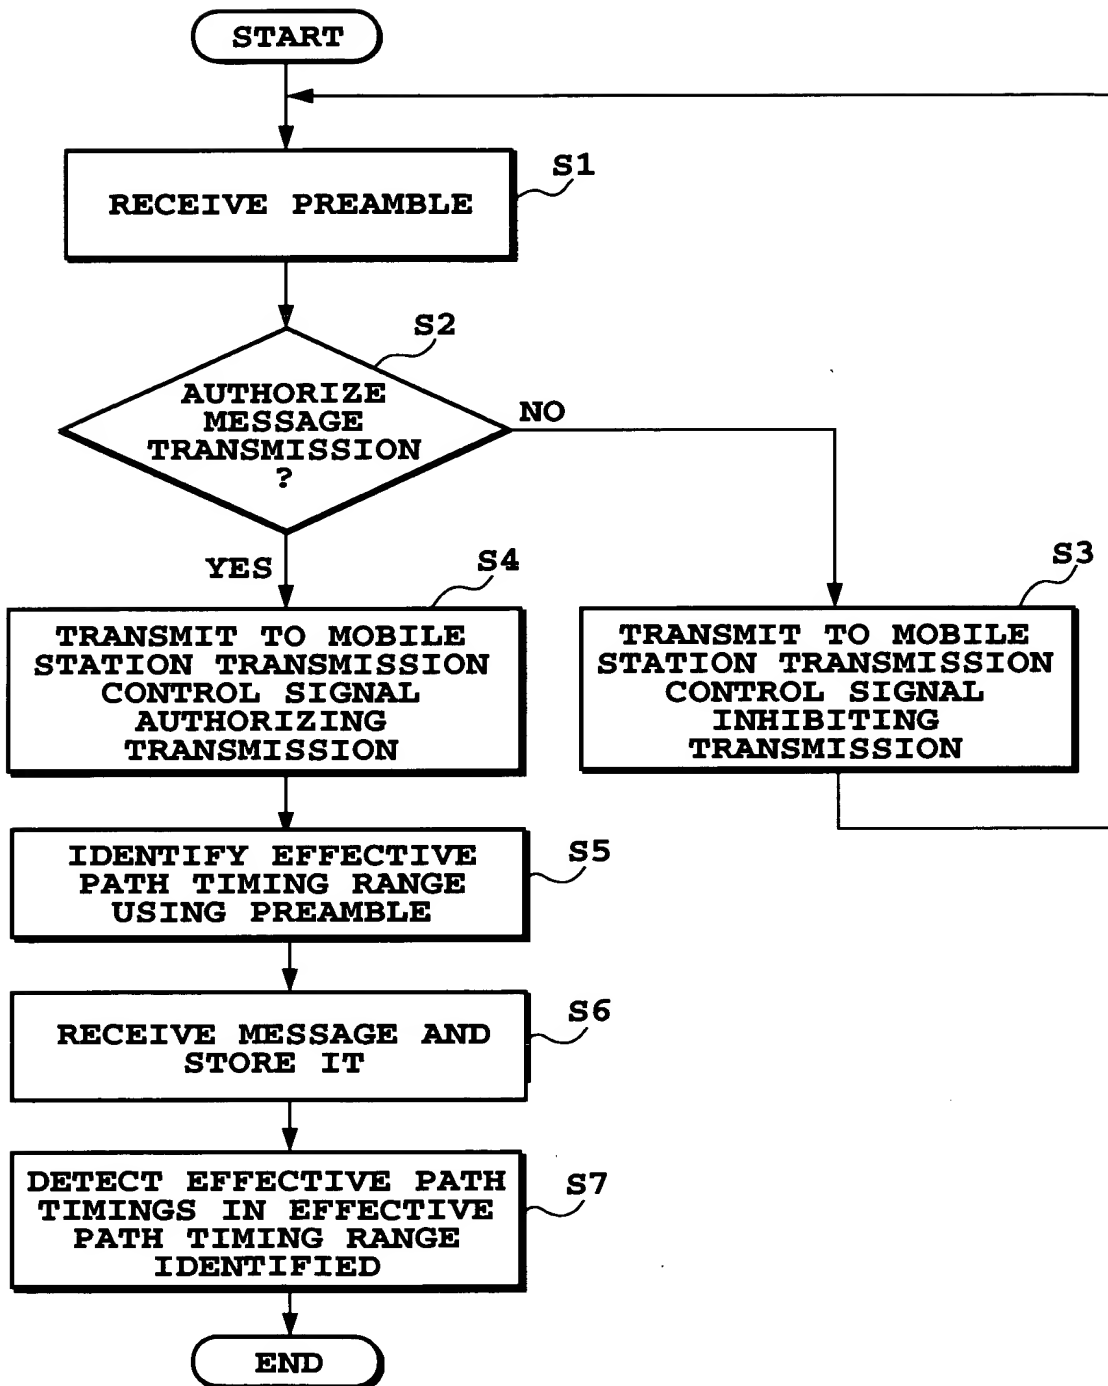 START
S1
RECEIVE PREAMBLE
S2
AUTHORIZE
MESSAGE
TRANSMISSION
?
NO
YES
S4
TRANSMIT TO MOBILE
STATION TRANSMISSION
CONTROL SIGNAL
AUTHORIZING
TRANSMISSION
S3
TRANSMIT TO MOBILE
STATION TRANSMISSION
CONTROL SIGNAL
INHIBITING
TRANSMISSION
IDENTIFY EFFECTIVE
PATH TIMING RANGE
USING PREAMBLE
S5
RECEIVE MESSAGE AND
STORE IT
S6
DETECT EFFECTIVE PATH
TIMINGS IN EFFECTIVE
PATH TIMING RANGE
IDENTIFIED
S7
END